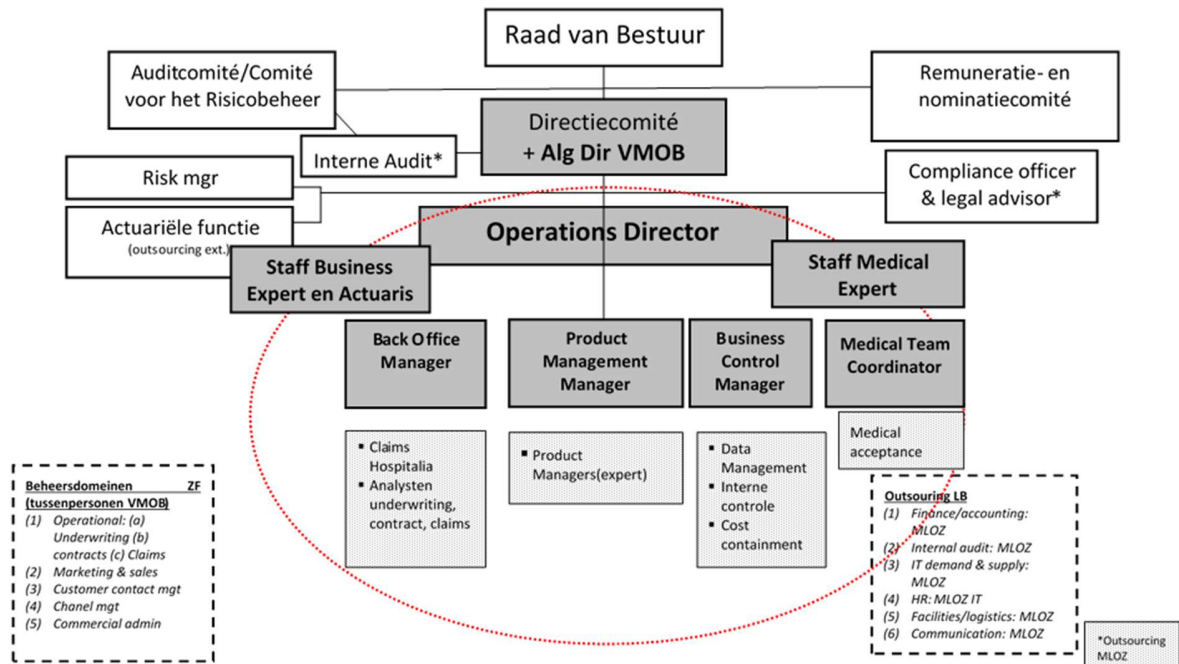 Raad van Bestuur
Auditcomité/Comité
voor het Risicobeheer
Remuneratie- en
nominatiecomité
Directiecomité
+ Alg Dir VMOB
Interne Audit*
Risk mgr
Compliance officer
& legal advisor*
Actuariële functie
(outsourcing ext.)
Operations Director
Staff Business
Expert en Actuaris
Staff Medical
Expert
Back Office
Manager
Product
Management
Manager
Business
Control
Manager
Medical Team
Coordinator
▪ Claims
Hospitalia
▪ Analysten
underwriting,
contract, claims
▪ Product
Managers(expert)
▪ Data
Management
▪ Interne
controle
▪ Cost
containment
Medical
acceptance
Beheersdomeinen ZF
(tussenpersonen VMOB)
(1) Operational: (a)
Underwriting (b)
contracts (c) Claims
(2) Marketing & sales
(3) Customer contact mgt
(4) Chanel mgt
(5) Commercial admin
Outsouring LB
(1) Finance/accounting:
MLOZ
(2) Internal audit: MLOZ
(3) IT demand & supply:
MLOZ
(4) HR: MLOZ IT
(5) Facilities/logistics: MLOZ
(6) Communication: MLOZ
*Outsourcing
MLOZ